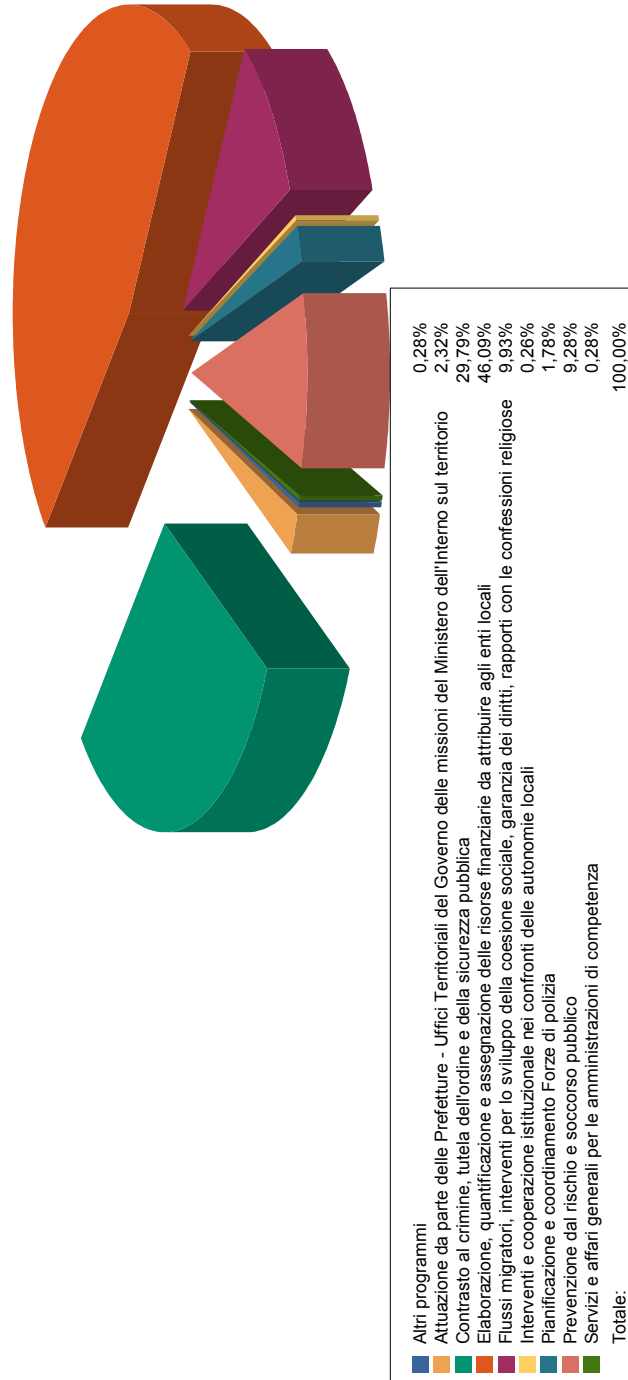 Altri programmi 0,28%
Attuazione da parte delle Prefetture - Uffici Territoriali del Governo delle missioni del Ministero dell'Interno sul territorio 2,32%
Contrasto al crimine, tutela dell'ordine e della sicurezza pubblica 29,79%
Elaborazione, quantificazione e assegnazione delle risorse finanziarie da attribuire agli enti locali 46,09%
Flussi migratori, interventi per lo sviluppo della coesione sociale, garanzia dei diritti, rapporti con le confessioni religiose 9,93%
Interventi e cooperazione istituzionale nei confronti delle autonomie locali 0,26%
Pianificazione e coordinamento Forze di polizia 1,78%
Prevenzione dal rischio e soccorso pubblico 9,28%
Servizi e affari generali per le amministrazioni di competenza 0,28%
Totale: 100,00%